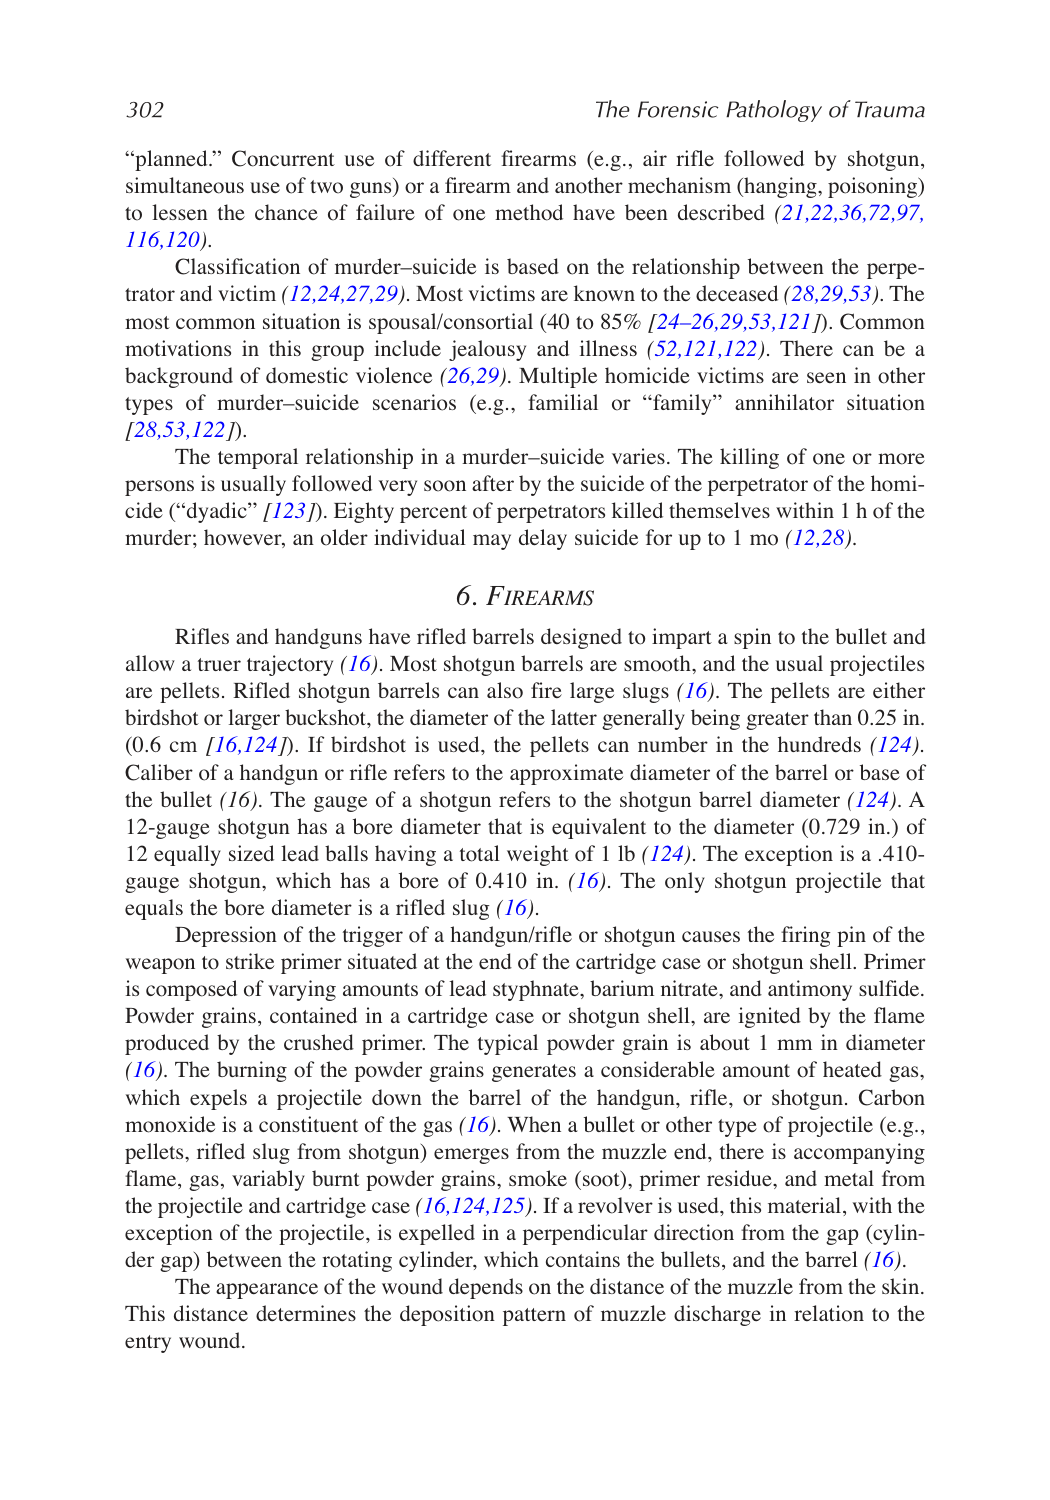 302 The Forensic Pathology of Trauma
“planned.” Concurrent use of different firearms (e.g., air rifle followed by shotgun,
simultaneous use of two guns) or a firearm and another mechanism (hanging, poisoning)
to lessen the chance of failure of one method have been described (21,22,36,72,97,
116,120).
Classification of murder–suicide is based on the relationship between the perpe-
trator and victim (12,24,27,29). Most victims are known to the deceased (28,29,53). The
most common situation is spousal/consortial (40 to 85% [24–26,29,53,121]). Common
motivations in this group include jealousy and illness (52,121,122). There can be a
background of domestic violence (26,29). Multiple homicide victims are seen in other
types of murder–suicide scenarios (e.g., familial or “family” annihilator situation
[28,53,122]).
The temporal relationship in a murder–suicide varies. The killing of one or more
persons is usually followed very soon after by the suicide of the perpetrator of the homi-
cide (“dyadic” [123]). Eighty percent of perpetrators killed themselves within 1 h of the
murder; however, an older individual may delay suicide for up to 1 mo (12,28).
6. FIREARMS
Rifles and handguns have rifled barrels designed to impart a spin to the bullet and
allow a truer trajectory (16). Most shotgun barrels are smooth, and the usual projectiles
are pellets. Rifled shotgun barrels can also fire large slugs (16). The pellets are either
birdshot or larger buckshot, the diameter of the latter generally being greater than 0.25 in.
(0.6 cm [16,124]). If birdshot is used, the pellets can number in the hundreds (124).
Caliber of a handgun or rifle refers to the approximate diameter of the barrel or base of
the bullet (16). The gauge of a shotgun refers to the shotgun barrel diameter (124). A
12-gauge shotgun has a bore diameter that is equivalent to the diameter (0.729 in.) of
12 equally sized lead balls having a total weight of 1 lb (124). The exception is a .410-
gauge shotgun, which has a bore of 0.410 in. (16). The only shotgun projectile that
equals the bore diameter is a rifled slug (16).
Depression of the trigger of a handgun/rifle or shotgun causes the firing pin of the
weapon to strike primer situated at the end of the cartridge case or shotgun shell. Primer
is composed of varying amounts of lead styphnate, barium nitrate, and antimony sulfide.
Powder grains, contained in a cartridge case or shotgun shell, are ignited by the flame
produced by the crushed primer. The typical powder grain is about 1 mm in diameter
(16). The burning of the powder grains generates a considerable amount of heated gas,
which expels a projectile down the barrel of the handgun, rifle, or shotgun. Carbon
monoxide is a constituent of the gas (16). When a bullet or other type of projectile (e.g.,
pellets, rifled slug from shotgun) emerges from the muzzle end, there is accompanying
flame, gas, variably burnt powder grains, smoke (soot), primer residue, and metal from
the projectile and cartridge case (16,124,125). If a revolver is used, this material, with the
exception of the projectile, is expelled in a perpendicular direction from the gap (cylin-
der gap) between the rotating cylinder, which contains the bullets, and the barrel (16).
The appearance of the wound depends on the distance of the muzzle from the skin.
This distance determines the deposition pattern of muzzle discharge in relation to the
entry wound.